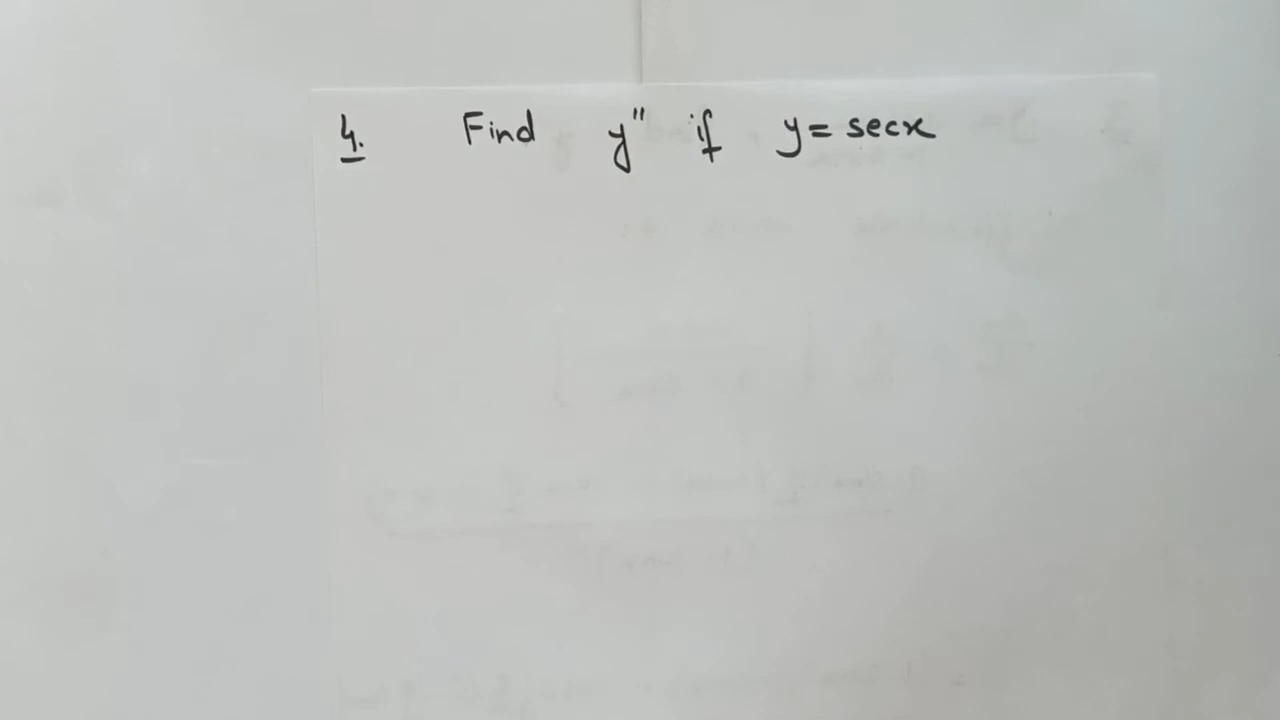 4. Find y" if y = secx